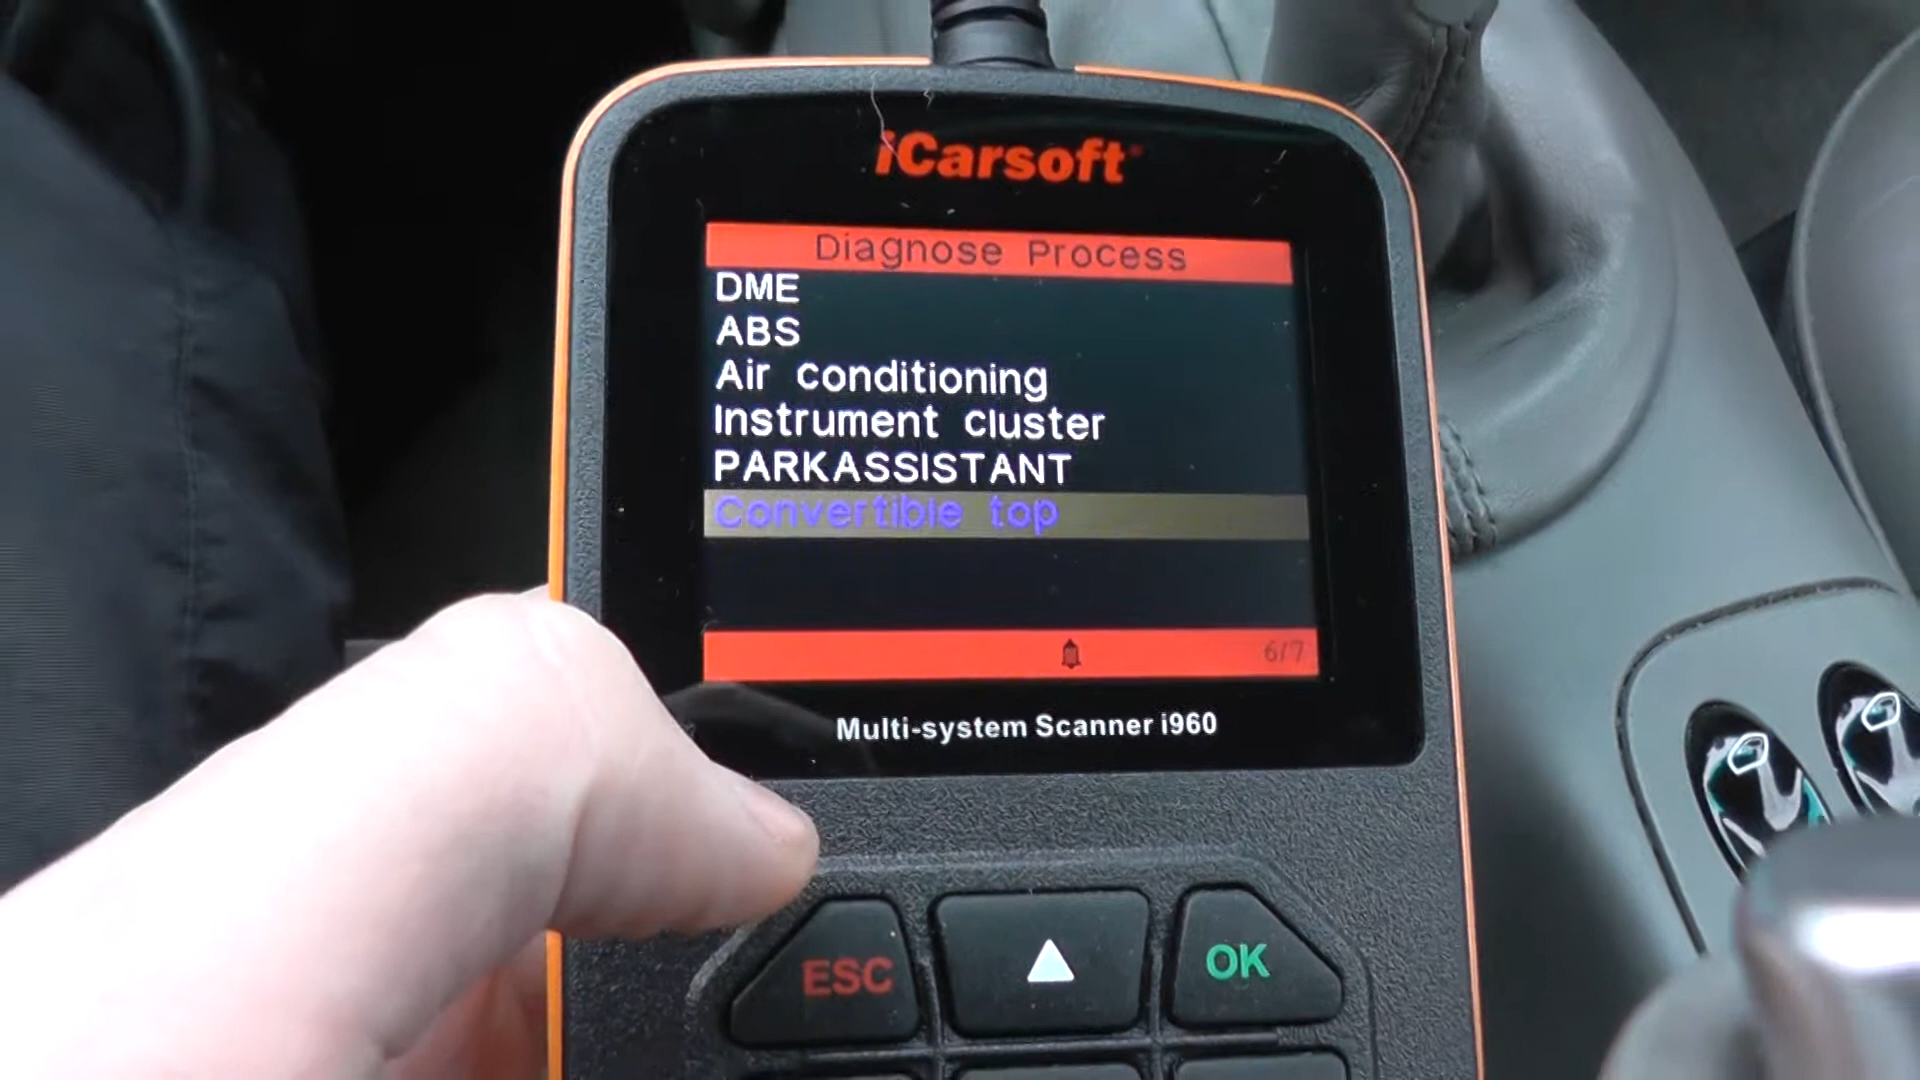 iCarsoft
Diagnose Process
DME
ABS
Air conditioning
Instrument cluster
PARKASSISTANT
Convertible top
6/7
Multi-system Scanner i960
ESC
OK